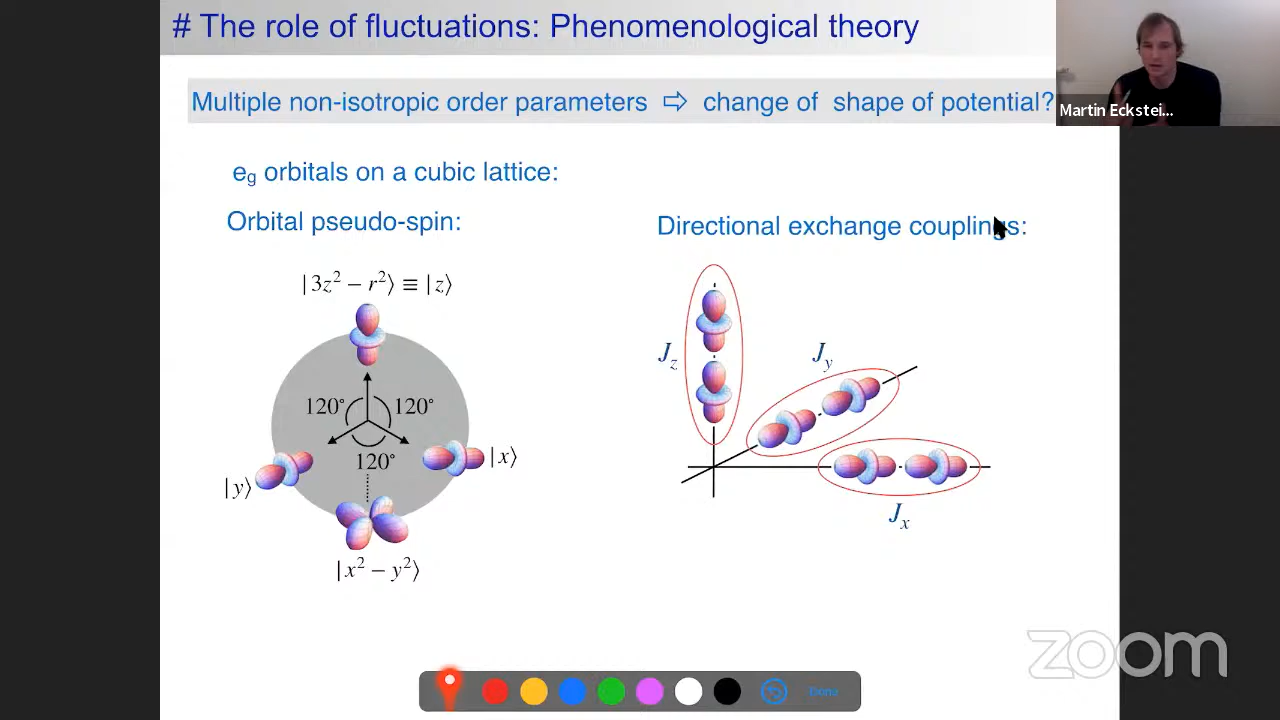 # The role of fluctuations: Phenomenological theory
Martin Eckstei...
Multiple non-isotropic order parameters ⇨ change of shape of potential?
e_g orbitals on a cubic lattice:
Orbital pseudo-spin:
Directional exchange couplings:
|3z² − r²⟩ ≡ |z⟩
120°
120°
120°
|x⟩
|y⟩
|x² − y²⟩
J_z
J_y
J_x
zoom